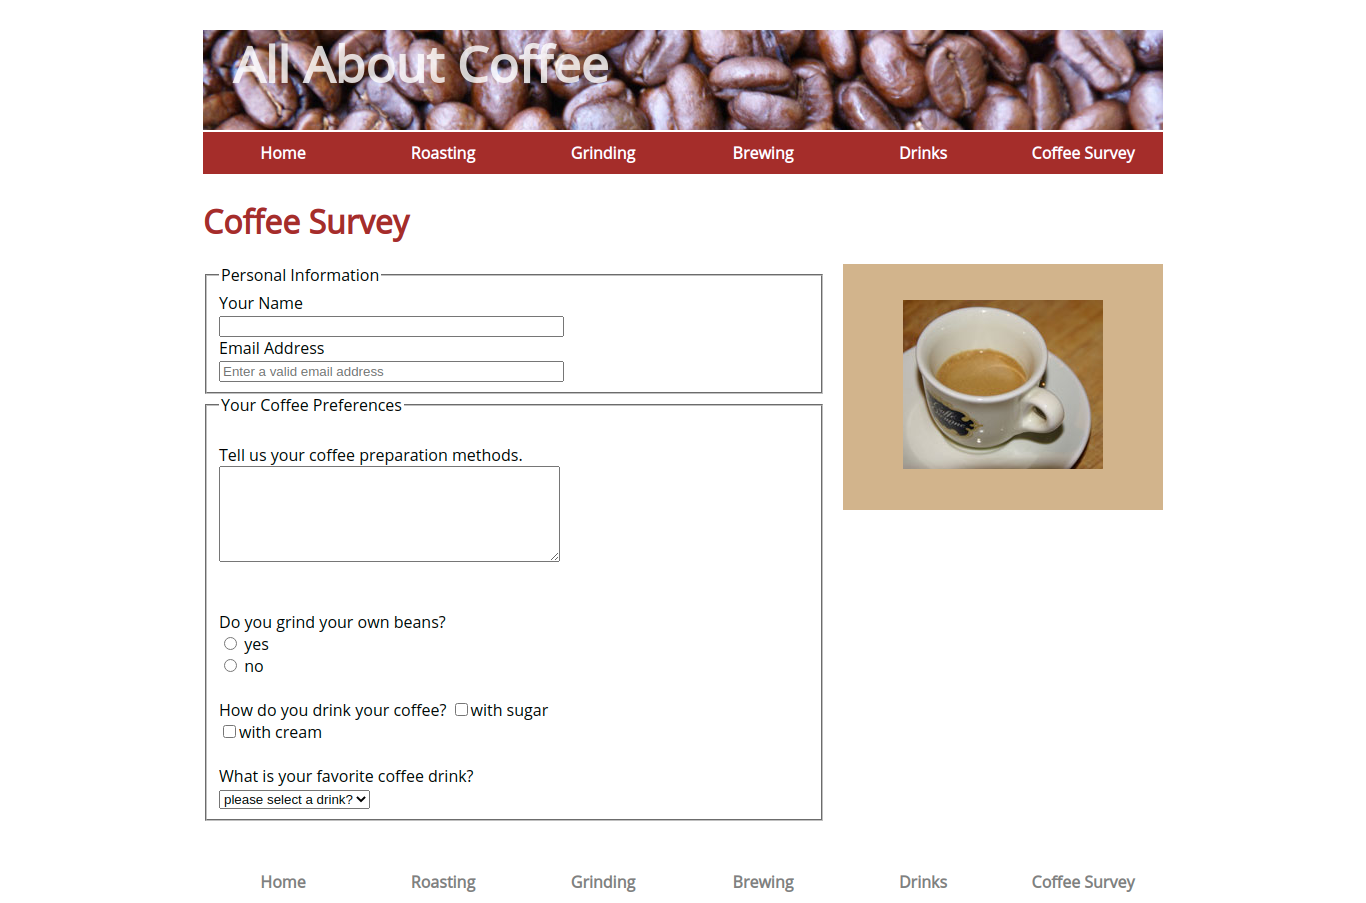 All About Coffee
Home Roasting Grinding Brewing Drinks Coffee Survey
Coffee Survey
Personal Information
Your Name
Email Address
Enter a valid email address
Your Coffee Preferences
Tell us your coffee preparation methods.
Do you grind your own beans?
yes
no
How do you drink your coffee? with sugar
with cream
What is your favorite coffee drink?
please select a drink?
Home Roasting Grinding Brewing Drinks Coffee Survey